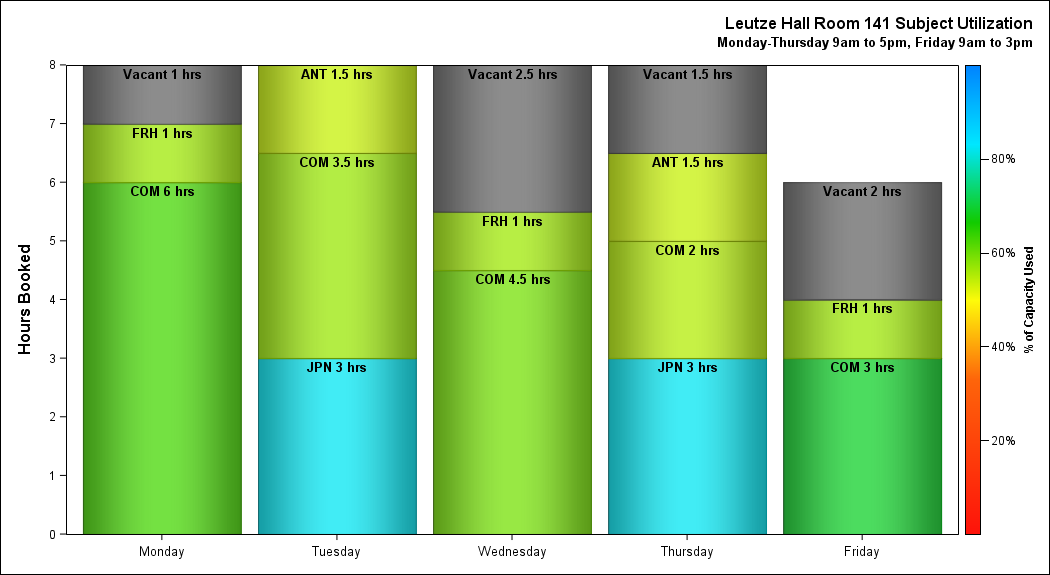 Leutze Hall Room 141 Subject Utilization
Monday-Thursday 9am to 5pm, Friday 9am to 3pm
Hours Booked
8
7
6
5
4
3
2
1
0
Vacant 1 hrs
FRH 1 hrs
COM 6 hrs
ANT 1.5 hrs
COM 3.5 hrs
JPN 3 hrs
Vacant 2.5 hrs
FRH 1 hrs
COM 4.5 hrs
Vacant 1.5 hrs
ANT 1.5 hrs
COM 2 hrs
JPN 3 hrs
Vacant 2 hrs
FRH 1 hrs
COM 3 hrs
Monday
Tuesday
Wednesday
Thursday
Friday
80%
60%
40%
20%
% of Capacity Used